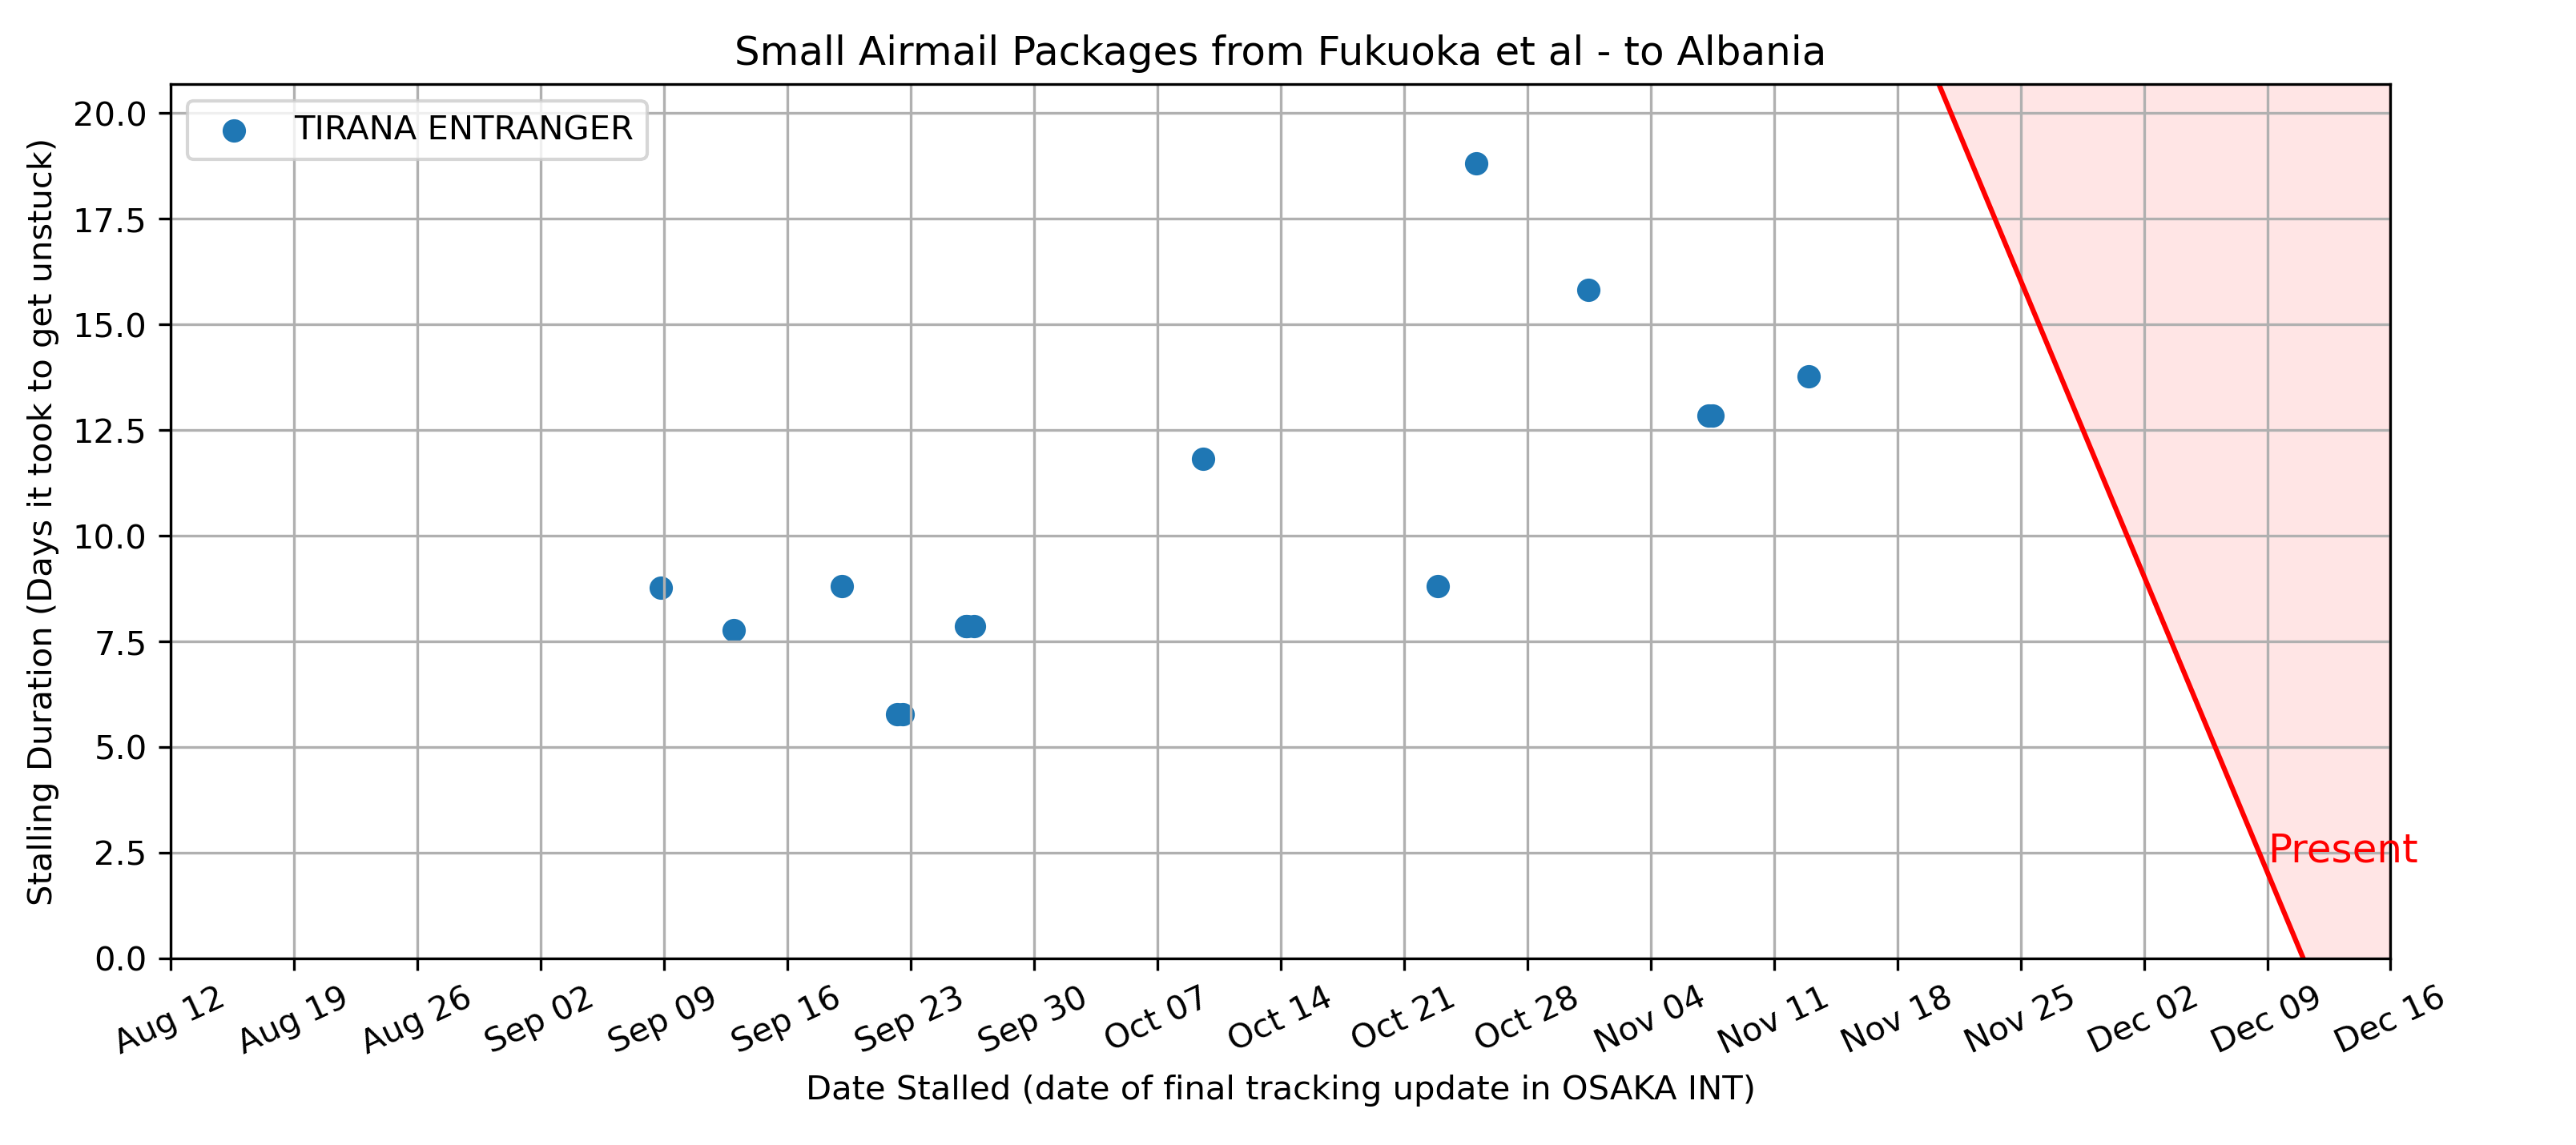 Small Airmail Packages from Fukuoka et al - to Albania
TIRANA ENTRANGER
Stalling Duration (Days it took to get unstuck)
20.0
17.5
15.0
12.5
10.0
7.5
5.0
2.5
0.0
Present
Aug 12 Aug 19 Aug 26 Sep 02 Sep 09 Sep 16 Sep 23 Sep 30 Oct 07 Oct 14 Oct 21 Oct 28 Nov 04 Nov 11 Nov 18 Nov 25 Dec 02 Dec 09 Dec 16
Date Stalled (date of final tracking update in OSAKA INT)